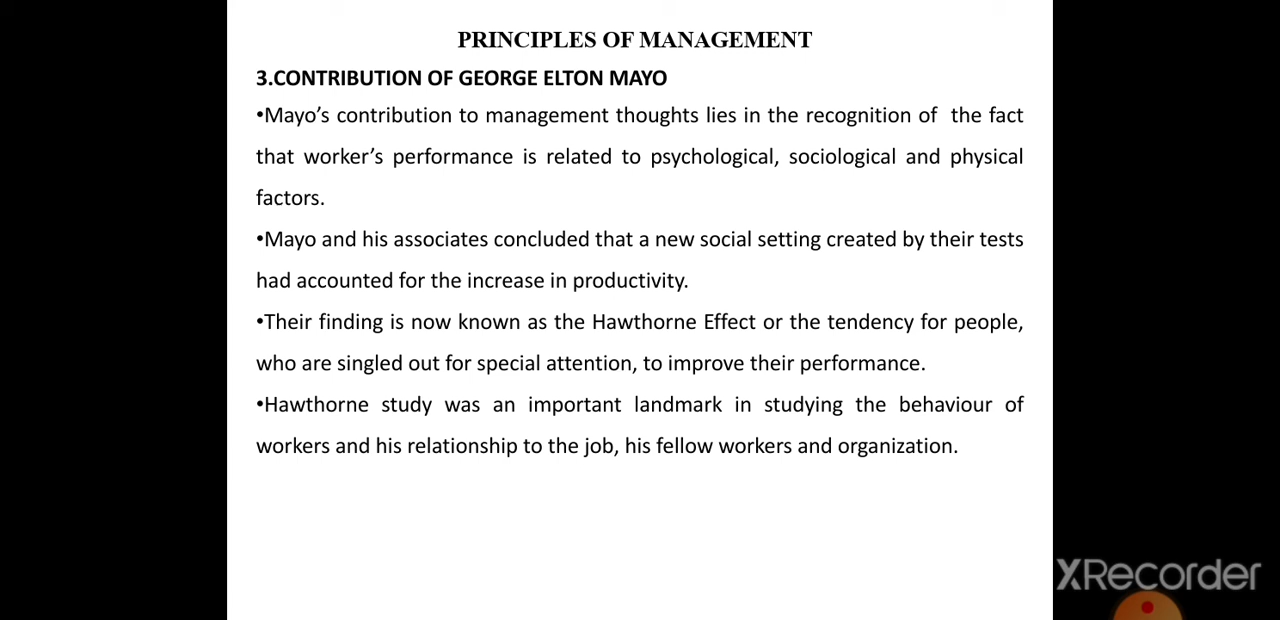 PRINCIPLES OF MANAGEMENT
3.CONTRIBUTION OF GEORGE ELTON MAYO
•Mayo’s contribution to management thoughts lies in the recognition of the fact
that worker’s performance is related to psychological, sociological and physical
factors.
•Mayo and his associates concluded that a new social setting created by their tests
had accounted for the increase in productivity.
•Their finding is now known as the Hawthorne Effect or the tendency for people,
who are singled out for special attention, to improve their performance.
•Hawthorne study was an important landmark in studying the behaviour of
workers and his relationship to the job, his fellow workers and organization.
XRecorder